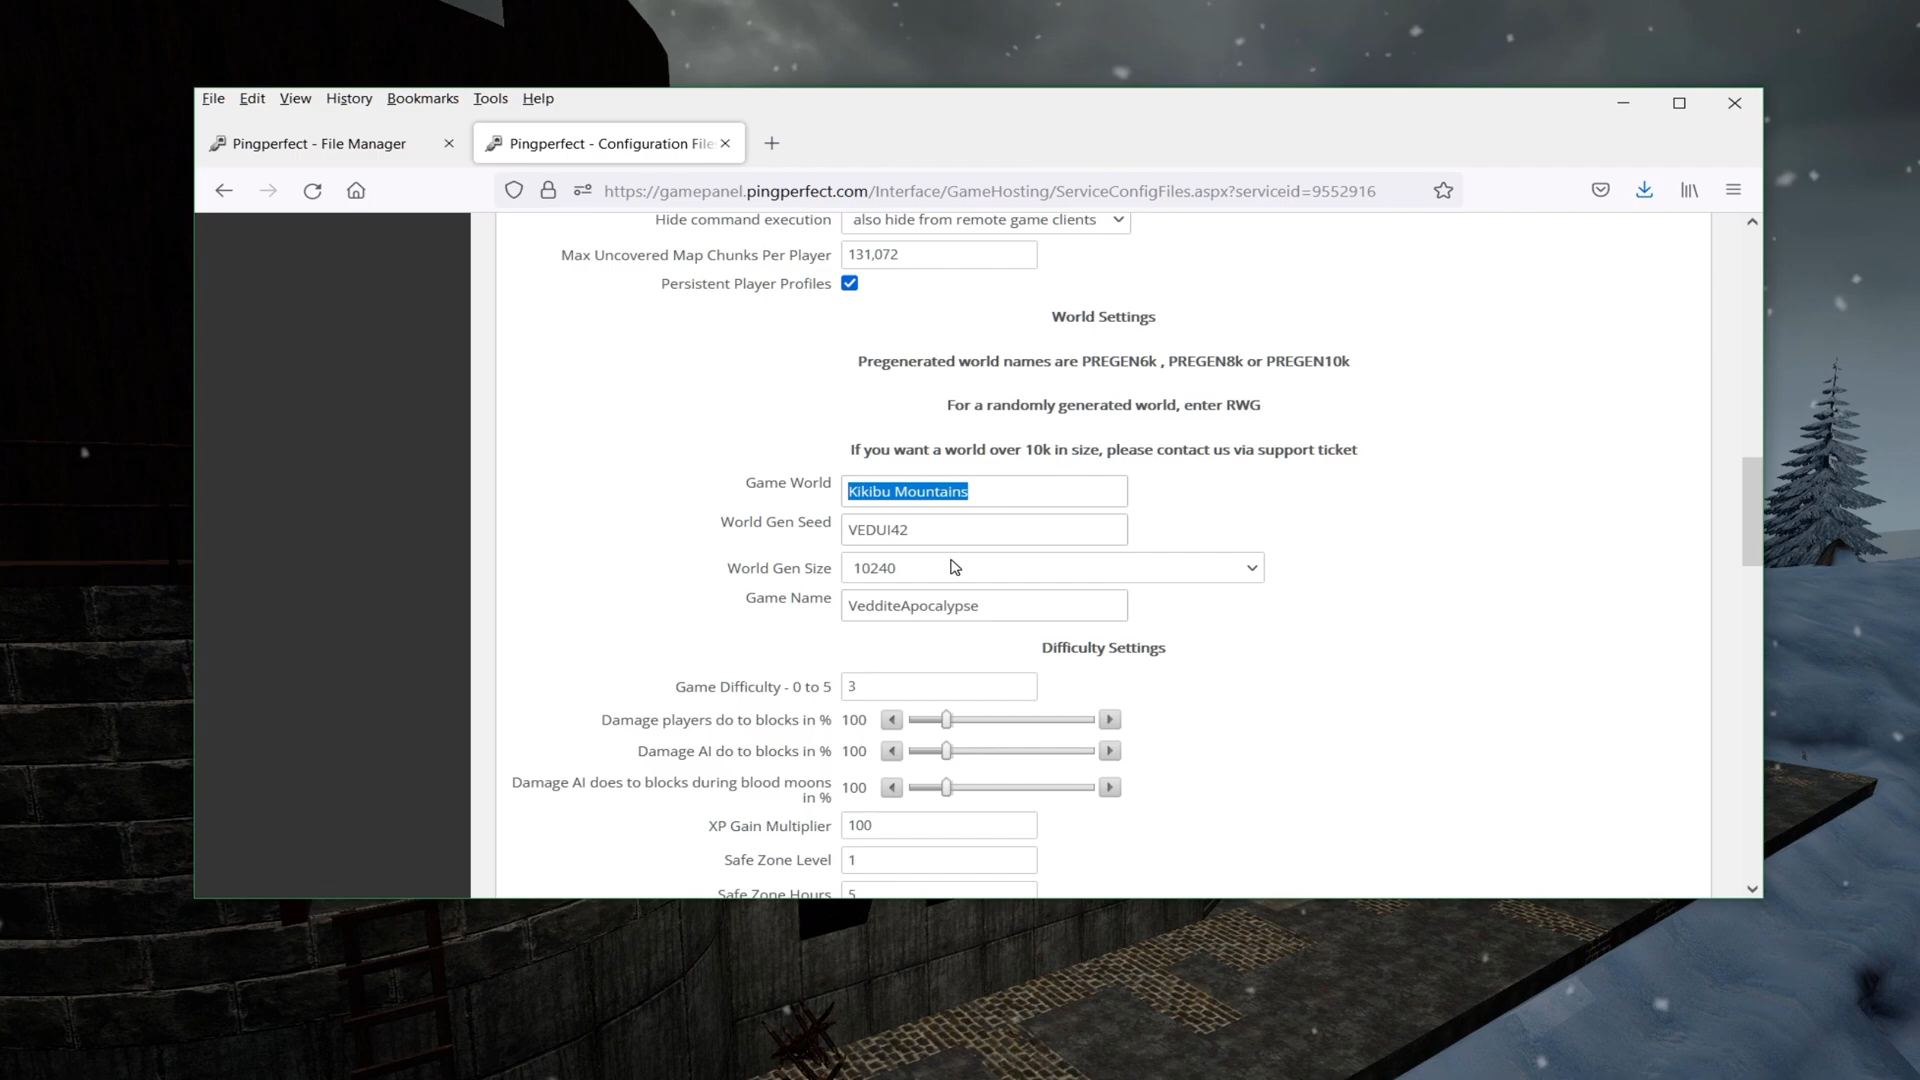 File Edit View History Bookmarks Tools Help
Pingperfect - File Manager
Pingperfect - Configuration File
https://gamepanel.pingperfect.com/Interface/GameHosting/ServiceConfigFiles.aspx?serviceid=9552916
Hide command execution also hide from remote game clients
Max Uncovered Map Chunks Per Player 131,072
Persistent Player Profiles
World Settings
Pregenerated world names are PREGEN6k , PREGEN8k or PREGEN10k
For a randomly generated world, enter RWG
If you want a world over 10k in size, please contact us via support ticket
Game World Kikibu Mountains
World Gen Seed VEDUI42
World Gen Size 10240
Game Name VedditeApocalypse
Difficulty Settings
Game Difficulty - 0 to 5 3
Damage players do to blocks in % 100
Damage AI do to blocks in % 100
Damage AI does to blocks during blood moons
in % 100
XP Gain Multiplier 100
Safe Zone Level 1
Safe Zone Hours 5